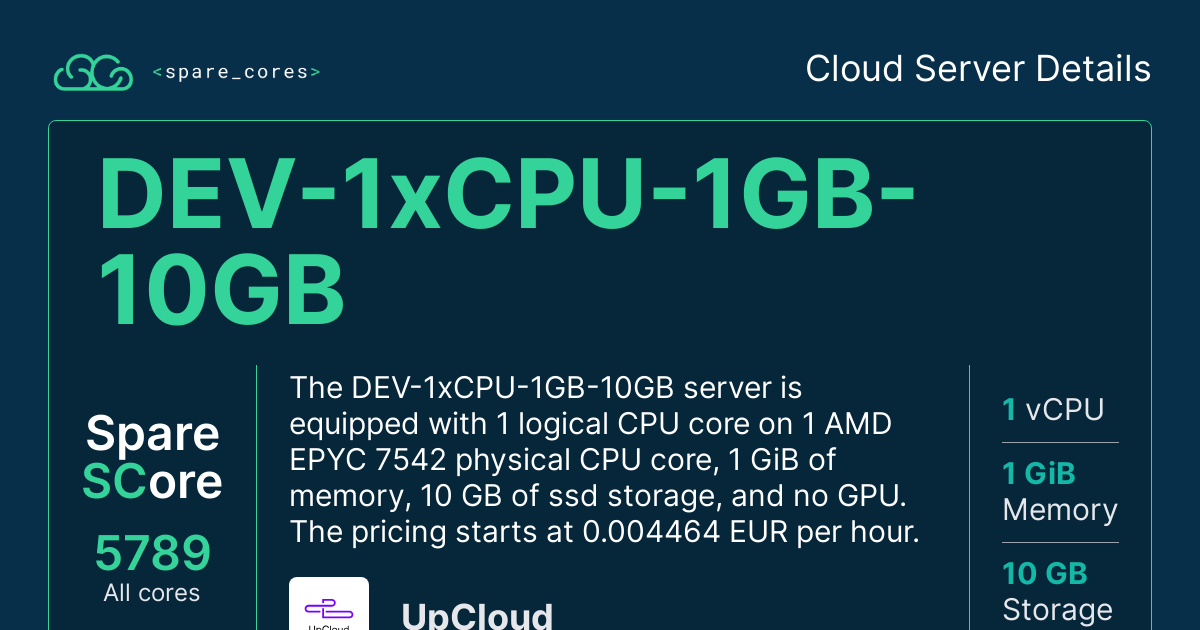 <spare_cores>
Cloud Server Details
DEV-1xCPU-1GB-
10GB
Spare
SCore
5789
All cores
The DEV-1xCPU-1GB-10GB server is
equipped with 1 logical CPU core on 1 AMD
EPYC 7542 physical CPU core, 1 GiB of
memory, 10 GB of ssd storage, and no GPU.
The pricing starts at 0.004464 EUR per hour.
UpCloud
UpCloud
1 vCPU
1 GiB
Memory
10 GB
Storage